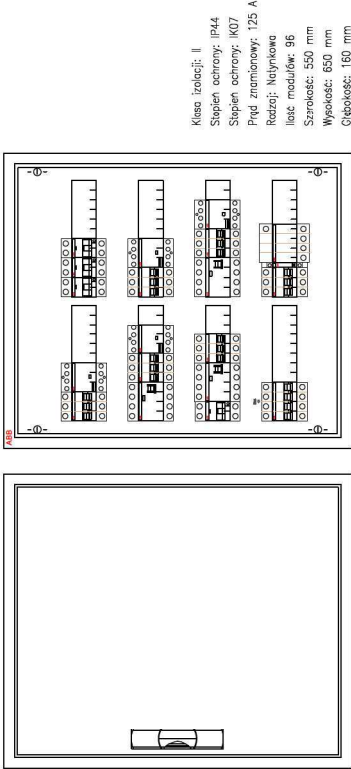 Klasa izolacji: II
Stopień ochrony: IP44
Stopień ochrony: IK07
Prąd znamionowy: 125 A
Rodzaj: Natynkowa
Ilość modułów: 96
Szerokość: 550 mm
Wysokość: 650 mm
Głębokość: 160 mm
ABB